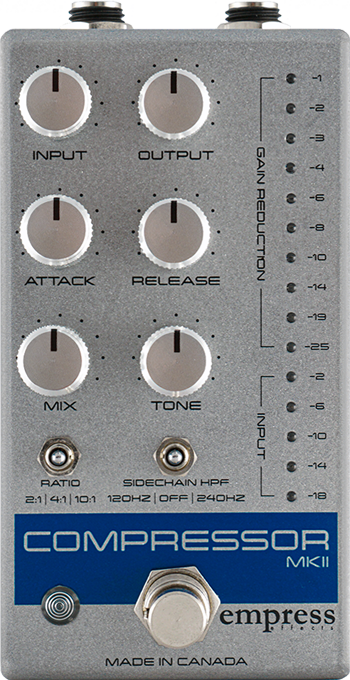 INPUT OUTPUT
ATTACK RELEASE
MIX TONE
RATIO SIDECHAIN HPF
2:1 | 4:1 | 10:1 120HZ | OFF | 240HZ
GAIN REDUCTION
-1
-2
-3
-4
-6
-8
-10
-14
-19
-25
INPUT
-2
-6
-10
-14
-18
COMPRESSOR
MKII
empress
effects
MADE IN CANADA